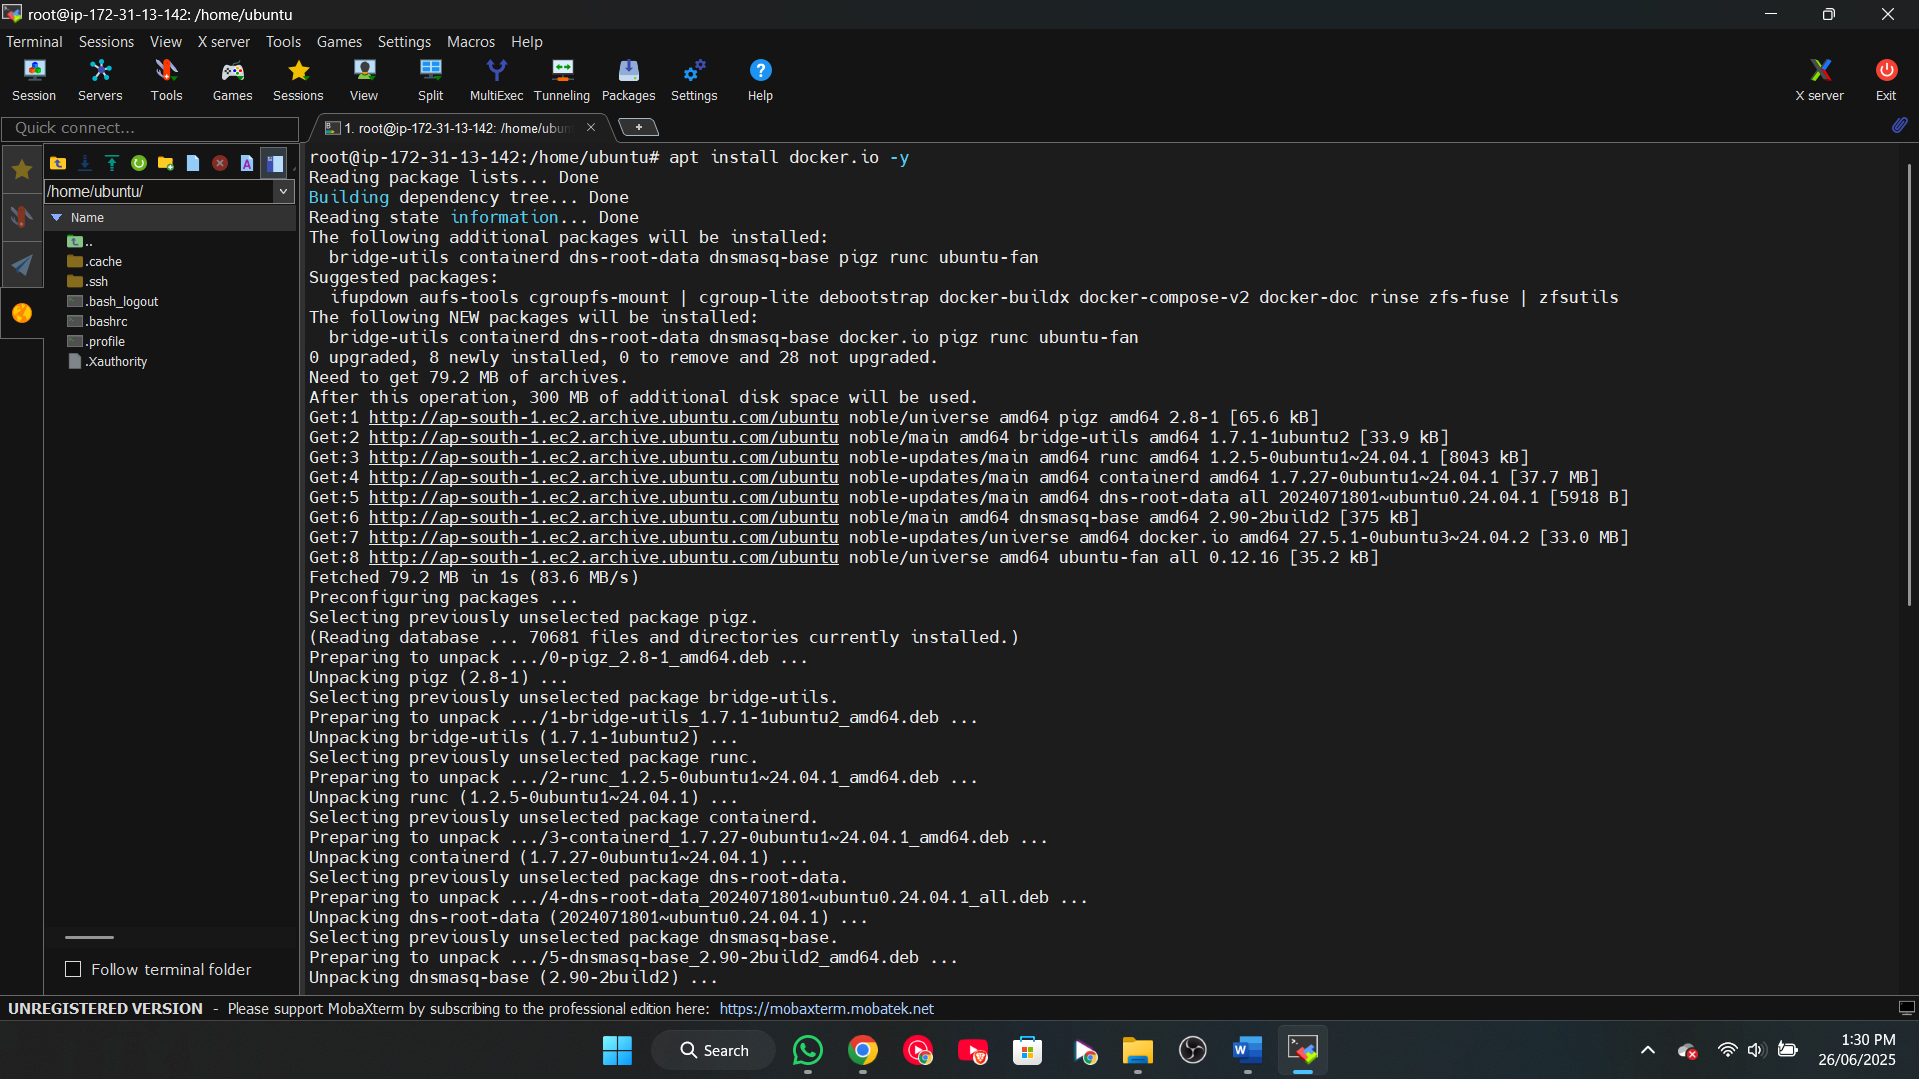 root@ip-172-31-13-142: /home/ubuntu
Terminal Sessions View X server Tools Games Settings Macros Help
Session Servers Tools Games Sessions View Split MultiExec Tunneling Packages Settings Help X server Exit
Quick connect...
1. root@ip-172-31-13-142: /home/ubun
/home/ubuntu/
Name
..
.cache
.ssh
.bash_logout
.bashrc
.profile
.Xauthority
Follow terminal folder
root@ip-172-31-13-142:/home/ubuntu# apt install docker.io -y
Reading package lists... Done
Building dependency tree... Done
Reading state information... Done
The following additional packages will be installed:
bridge-utils containerd dns-root-data dnsmasq-base pigz runc ubuntu-fan
Suggested packages:
ifupdown aufs-tools cgroupfs-mount | cgroup-lite debootstrap docker-buildx docker-compose-v2 docker-doc rinse zfs-fuse | zfsutils
The following NEW packages will be installed:
bridge-utils containerd dns-root-data dnsmasq-base docker.io pigz runc ubuntu-fan
0 upgraded, 8 newly installed, 0 to remove and 28 not upgraded.
Need to get 79.2 MB of archives.
After this operation, 300 MB of additional disk space will be used.
Get:1 http://ap-south-1.ec2.archive.ubuntu.com/ubuntu noble/universe amd64 pigz amd64 2.8-1 [65.6 kB]
Get:2 http://ap-south-1.ec2.archive.ubuntu.com/ubuntu noble/main amd64 bridge-utils amd64 1.7.1-1ubuntu2 [33.9 kB]
Get:3 http://ap-south-1.ec2.archive.ubuntu.com/ubuntu noble-updates/main amd64 runc amd64 1.2.5-0ubuntu1~24.04.1 [8043 kB]
Get:4 http://ap-south-1.ec2.archive.ubuntu.com/ubuntu noble-updates/main amd64 containerd amd64 1.7.27-0ubuntu1~24.04.1 [37.7 MB]
Get:5 http://ap-south-1.ec2.archive.ubuntu.com/ubuntu noble-updates/main amd64 dns-root-data all 2024071801~ubuntu0.24.04.1 [5918 B]
Get:6 http://ap-south-1.ec2.archive.ubuntu.com/ubuntu noble/main amd64 dnsmasq-base amd64 2.90-2build2 [375 kB]
Get:7 http://ap-south-1.ec2.archive.ubuntu.com/ubuntu noble-updates/universe amd64 docker.io amd64 27.5.1-0ubuntu3~24.04.2 [33.0 MB]
Get:8 http://ap-south-1.ec2.archive.ubuntu.com/ubuntu noble/universe amd64 ubuntu-fan all 0.12.16 [35.2 kB]
Fetched 79.2 MB in 1s (83.6 MB/s)
Preconfiguring packages ...
Selecting previously unselected package pigz.
(Reading database ... 70681 files and directories currently installed.)
Preparing to unpack .../0-pigz_2.8-1_amd64.deb ...
Unpacking pigz (2.8-1) ...
Selecting previously unselected package bridge-utils.
Preparing to unpack .../1-bridge-utils_1.7.1-1ubuntu2_amd64.deb ...
Unpacking bridge-utils (1.7.1-1ubuntu2) ...
Selecting previously unselected package runc.
Preparing to unpack .../2-runc_1.2.5-0ubuntu1~24.04.1_amd64.deb ...
Unpacking runc (1.2.5-0ubuntu1~24.04.1) ...
Selecting previously unselected package containerd.
Preparing to unpack .../3-containerd_1.7.27-0ubuntu1~24.04.1_amd64.deb ...
Unpacking containerd (1.7.27-0ubuntu1~24.04.1) ...
Selecting previously unselected package dns-root-data.
Preparing to unpack .../4-dns-root-data_2024071801~ubuntu0.24.04.1_all.deb ...
Unpacking dns-root-data (2024071801~ubuntu0.24.04.1) ...
Selecting previously unselected package dnsmasq-base.
Preparing to unpack .../5-dnsmasq-base_2.90-2build2_amd64.deb ...
Unpacking dnsmasq-base (2.90-2build2) ...
UNREGISTERED VERSION - Please support MobaXterm by subscribing to the professional edition here: https://mobaxterm.mobatek.net
Search
1:30 PM
26/06/2025